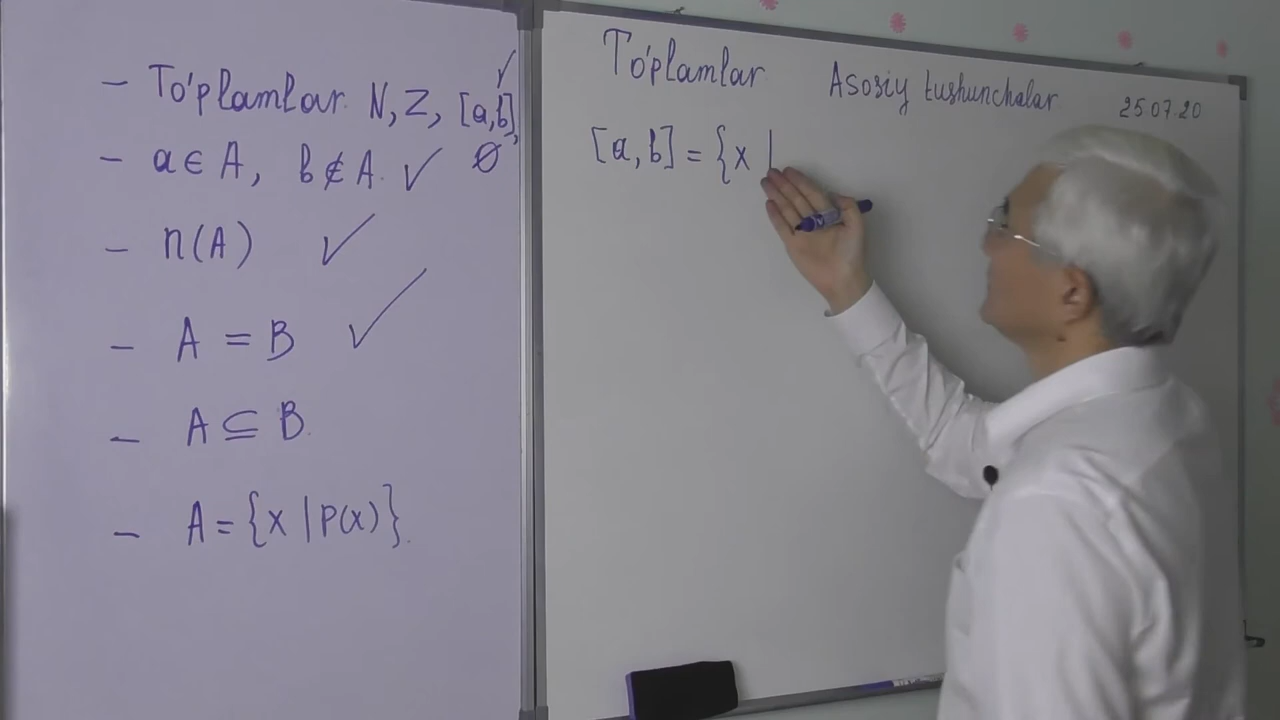 - To'plamlar N, Z, [a,b], ✓
- a ∈ A, b ∉ A. ✓ ∅
- n(A) ✓
- A = B ✓
- A ⊆ B.
- A = {x | P(x)}.
To'plamlar Asosiy tushunchalar 25.07.20
[a, b] = {x |